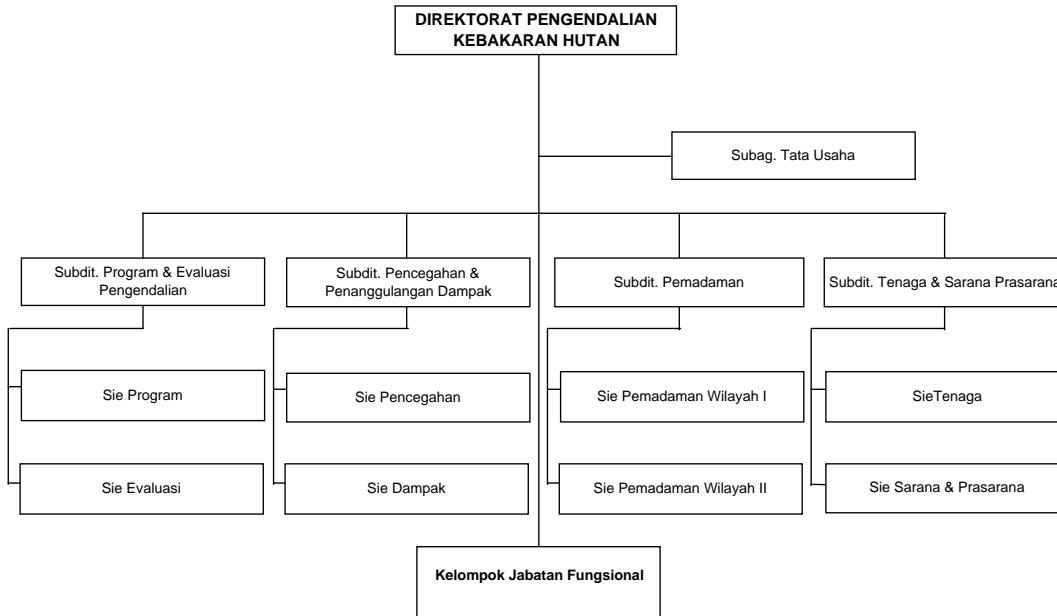 DIREKTORAT PENGENDALIAN
KEBAKARAN HUTAN
Subag. Tata Usaha
Subdit. Program & Evaluasi
Pengendalian
Subdit. Pencegahan &
Penanggulangan Dampak
Subdit. Pemadaman
Subdit. Tenaga & Sarana Prasarana
Sie Program
Sie Pencegahan
Sie Pemadaman Wilayah I
SieTenaga
Sie Evaluasi
Sie Dampak
Sie Pemadaman Wilayah II
Sie Sarana & Prasarana
Kelompok Jabatan Fungsional